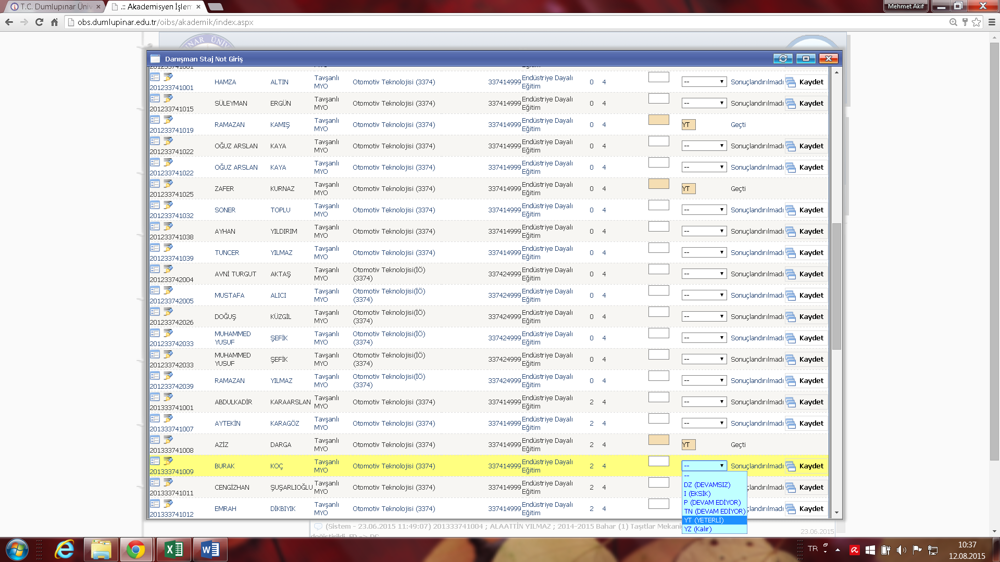 T.C. Dumlupınar Üniv
.:: Akademisyen İşlem
Mehmet Akif
obs.dumlupinar.edu.tr/oibs/akademik/index.aspx
Danışman Staj Not Giriş
201233741001 HAMZA ALTIN Tavşanlı MYO Otomotiv Teknolojisi (3374) 337414999 Endüstriye Dayalı Eğitim 0 4 -- Sonuçlandırılmadı Kaydet
201233741015 SÜLEYMAN ERGÜN Tavşanlı MYO Otomotiv Teknolojisi (3374) 337414999 Endüstriye Dayalı Eğitim 0 4 -- Sonuçlandırılmadı Kaydet
201233741019 RAMAZAN KAMIŞ Tavşanlı MYO Otomotiv Teknolojisi (3374) 337414999 Endüstriye Dayalı Eğitim 0 4 YT Geçti
201233741022 OĞUZ ARSLAN KAYA Tavşanlı MYO Otomotiv Teknolojisi (3374) 337414999 Endüstriye Dayalı Eğitim 0 4 -- Sonuçlandırılmadı Kaydet
201233741022 OĞUZ ARSLAN KAYA Tavşanlı MYO Otomotiv Teknolojisi (3374) 337414999 Endüstriye Dayalı Eğitim 0 4 -- Sonuçlandırılmadı Kaydet
201233741025 ZAFER KURNAZ Tavşanlı MYO Otomotiv Teknolojisi (3374) 337414999 Endüstriye Dayalı Eğitim 0 4 YT Geçti
201233741032 SONER TOPLU Tavşanlı MYO Otomotiv Teknolojisi (3374) 337414999 Endüstriye Dayalı Eğitim 0 4 -- Sonuçlandırılmadı Kaydet
201233741038 AYHAN YILDIRIM Tavşanlı MYO Otomotiv Teknolojisi (3374) 337414999 Endüstriye Dayalı Eğitim 0 4 -- Sonuçlandırılmadı Kaydet
201233741039 TUNCER YILMAZ Tavşanlı MYO Otomotiv Teknolojisi (3374) 337414999 Endüstriye Dayalı Eğitim 0 4 -- Sonuçlandırılmadı Kaydet
201233742004 AVNİ TURGUT AKTAŞ Tavşanlı MYO Otomotiv Teknolojisi(İÖ) (3374) 337424999 Endüstriye Dayalı Eğitim 0 4 -- Sonuçlandırılmadı Kaydet
201233742005 MUSTAFA ALICI Tavşanlı MYO Otomotiv Teknolojisi(İÖ) (3374) 337424999 Endüstriye Dayalı Eğitim 0 4 -- Sonuçlandırılmadı Kaydet
201233742026 DOĞUŞ KÜZGİL Tavşanlı MYO Otomotiv Teknolojisi(İÖ) (3374) 337424999 Endüstriye Dayalı Eğitim 0 4 -- Sonuçlandırılmadı Kaydet
201233742033 MUHAMMED YUSUF ŞEFİK Tavşanlı MYO Otomotiv Teknolojisi(İÖ) (3374) 337424999 Endüstriye Dayalı Eğitim 0 4 -- Sonuçlandırılmadı Kaydet
201233742033 MUHAMMED YUSUF ŞEFİK Tavşanlı MYO Otomotiv Teknolojisi(İÖ) (3374) 337424999 Endüstriye Dayalı Eğitim 0 4 -- Sonuçlandırılmadı Kaydet
201233742039 RAMAZAN YILMAZ Tavşanlı MYO Otomotiv Teknolojisi(İÖ) (3374) 337424999 Endüstriye Dayalı Eğitim 0 4 -- Sonuçlandırılmadı Kaydet
201333741001 ABDULKADİR KARAARSLAN Tavşanlı MYO Otomotiv Teknolojisi (3374) 337414999 Endüstriye Dayalı Eğitim 2 4 -- Sonuçlandırılmadı Kaydet
201333741007 AYTEKİN KARAGÖZ Tavşanlı MYO Otomotiv Teknolojisi (3374) 337414999 Endüstriye Dayalı Eğitim 2 4 -- Sonuçlandırılmadı Kaydet
201333741008 AZİZ DARGA Tavşanlı MYO Otomotiv Teknolojisi (3374) 337414999 Endüstriye Dayalı Eğitim 2 4 YT Geçti
201333741009 BURAK KOÇ Tavşanlı MYO Otomotiv Teknolojisi (3374) 337414999 Endüstriye Dayalı Eğitim 2 4 -- Sonuçlandırılmadı Kaydet
--
DZ (DEVAMSIZ)
I (EKSİK)
P (DEVAM EDİYOR)
TN (DEVAM EDİYOR)
YT (YETERLİ)
YZ (Kalır)
201333741011 CENGİZHAN ŞUŞARLIOĞLU Tavşanlı MYO Otomotiv Teknolojisi (3374) 337414999 Endüstriye Dayalı Eğitim 2 4 çlandırılmadı Kaydet
201333741012 EMRAH DİKBIYIK Tavşanlı MYO Otomotiv Teknolojisi (3374) 337414999 Endüstriye Dayalı Eğitim 2 4 çlandırılmadı Kaydet
(Sistem - 23.06.2015 11:49:07) 201333741004 ; ALAATTİN YILMAZ ; 2014-2015 Bahar (1) Taşıtlar Mekani
23.06.2015
TR
10:37
12.08.2015